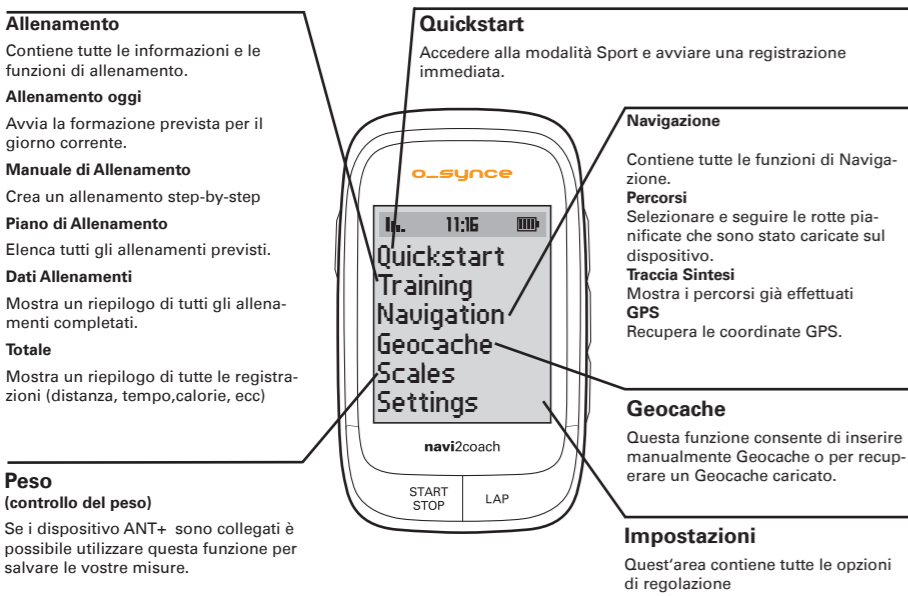 Allenamento
Contiene tutte le informazioni e le
funzioni di allenamento.
Allenamento oggi
Avvia la formazione prevista per il
giorno corrente.
Manuale di Allenamento
Crea un allenamento step-by-step
Piano di Allenamento
Elenca tutti gli allenamenti previsti.
Dati Allenamenti
Mostra un riepilogo di tutti gli allena-
menti completati.
Totale
Mostra un riepilogo di tutte le registra-
zioni (distanza, tempo,calorie, ecc)
Peso
(controllo del peso)
Se i dispositivo ANT+ sono collegati è
possibile utilizzare questa funzione per
salvare le vostre misure.
Quickstart
Accedere alla modalità Sport e avviare una registrazione
immediata.
o_synce
11:16
Quickstart
Training
Navigation
Geocache
Scales
Settings
navi2coach
START
STOP
LAP
Navigazione
Contiene tutte le funzioni di Naviga-
zione.
Percorsi
Selezionare e seguire le rotte pia-
nificate che sono stato caricate sul
dispositivo.
Traccia Sintesi
Mostra i percorsi già effettuati
GPS
Recupera le coordinate GPS.
Geocache
Questa funzione consente di inserire
manualmente Geocache o per recup-
erare un Geocache caricato.
Impostazioni
Quest'area contiene tutte le opzioni
di regolazione